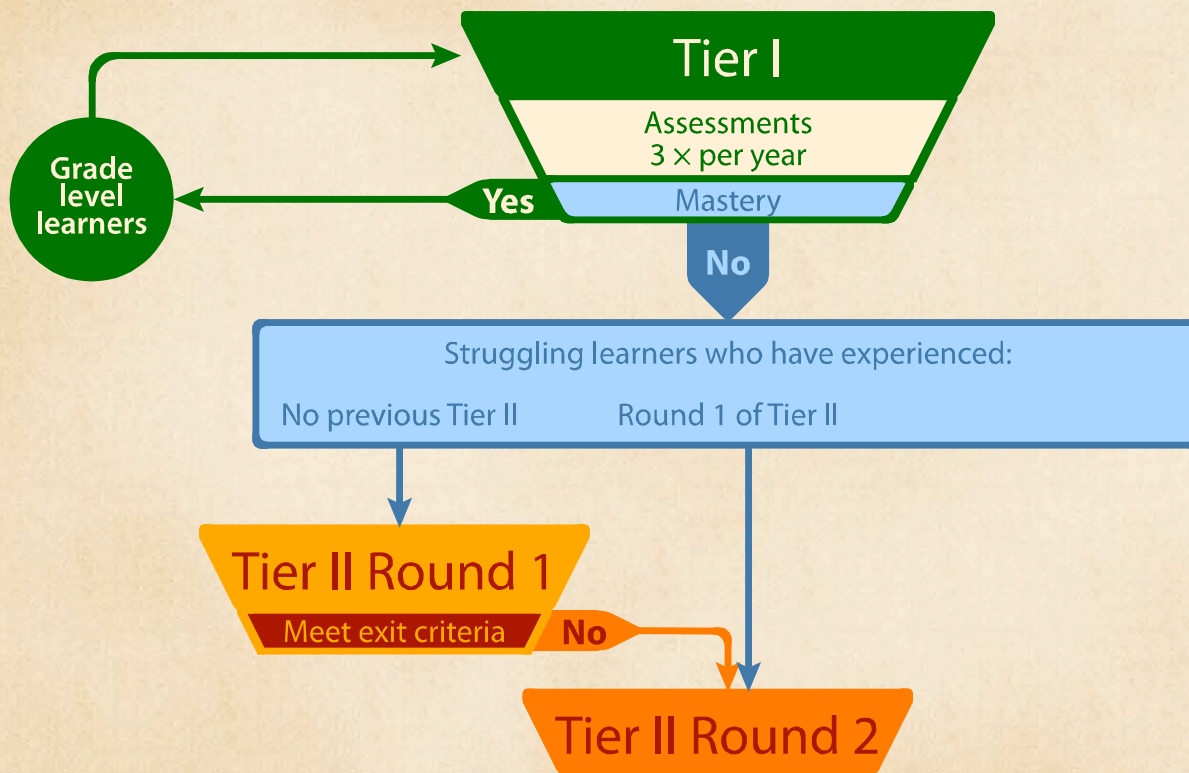 Tier I
Assessments
3 × per year
Grade
level
learners
Yes
Mastery
No
Struggling learners who have experienced:
No previous Tier II
Round 1 of Tier II
Tier II Round 1
Meet exit criteria
No
Tier II Round 2